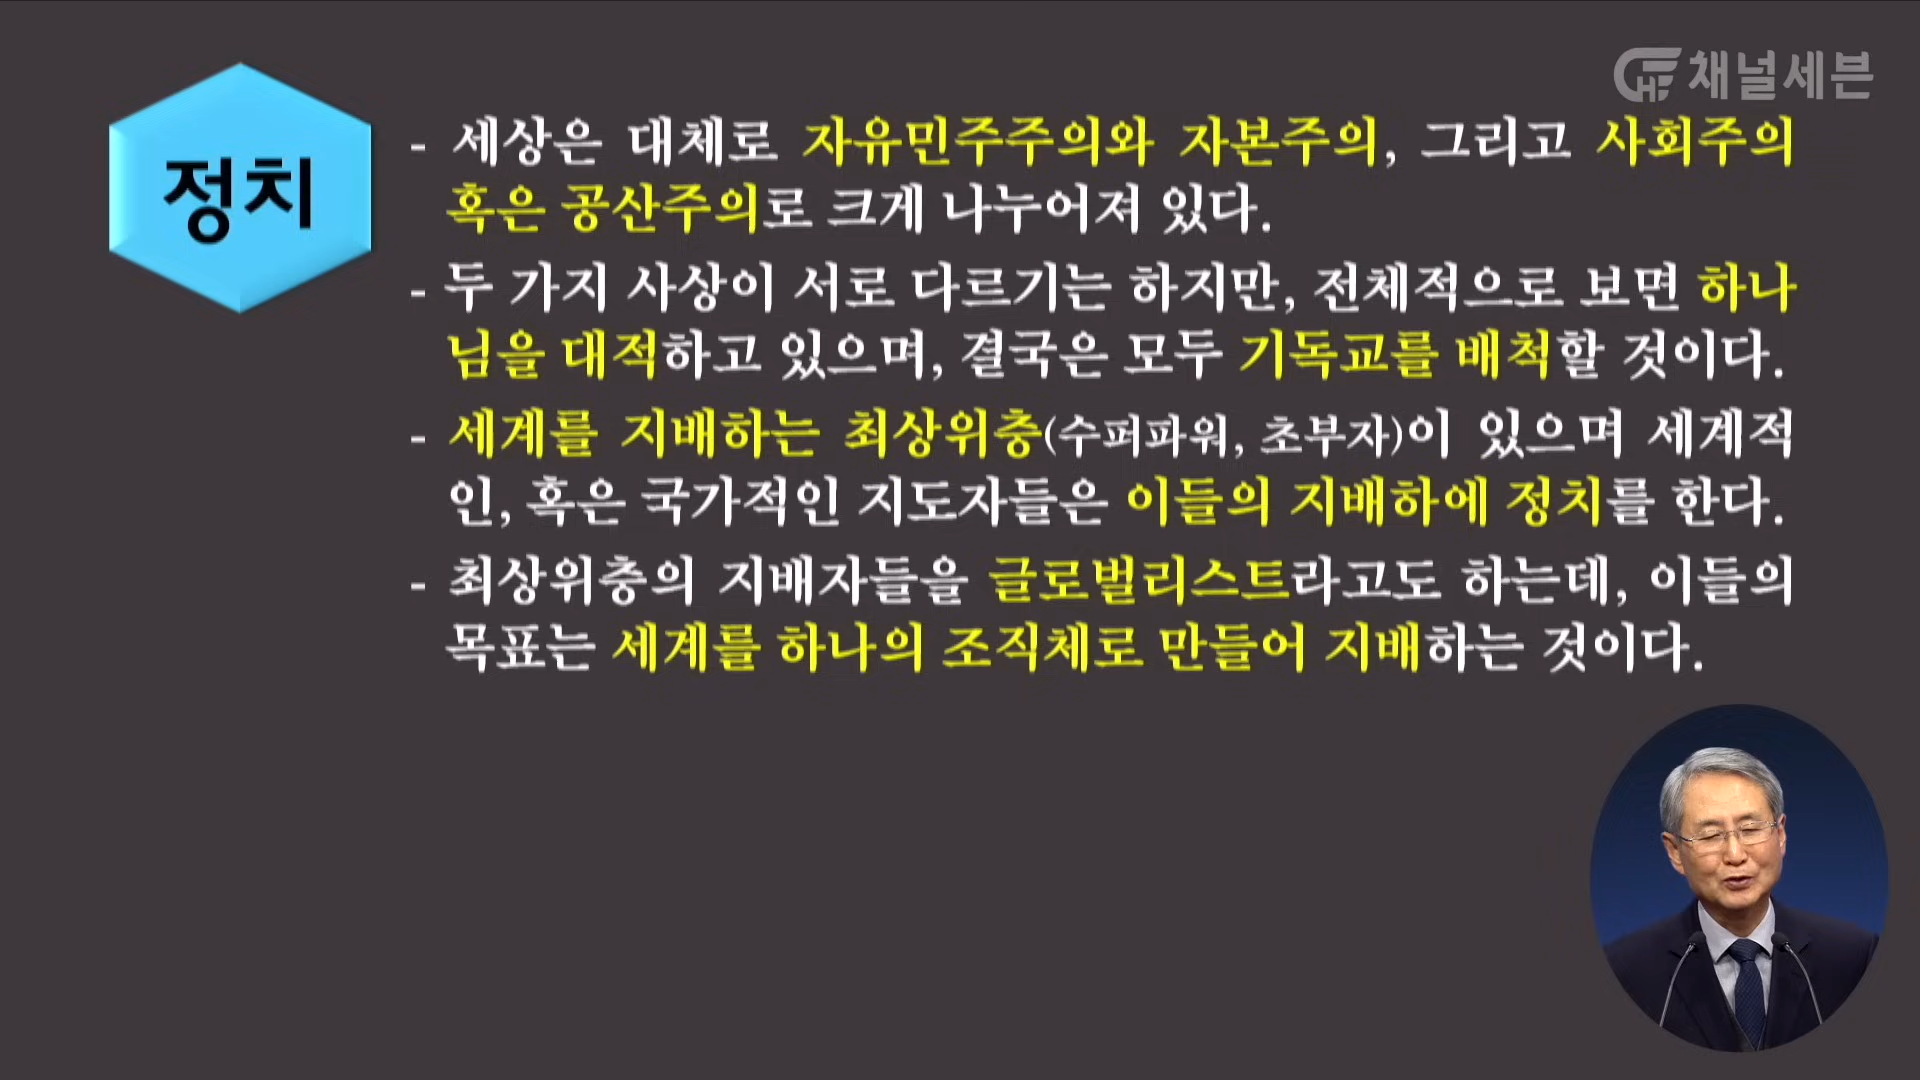 채널세븐
정치
- 세상은 대체로 자유민주주의와 자본주의, 그리고 사회주의
혹은 공산주의로 크게 나누어져 있다.
- 두 가지 사상이 서로 다르기는 하지만, 전체적으로 보면 하나
님을 대적하고 있으며, 결국은 모두 기독교를 배척할 것이다.
- 세계를 지배하는 최상위층(수퍼파워, 초부자)이 있으며 세계적
인, 혹은 국가적인 지도자들은 이들의 지배하에 정치를 한다.
- 최상위층의 지배자들을 글로벌리스트라고도 하는데, 이들의
목표는 세계를 하나의 조직체로 만들어 지배하는 것이다.